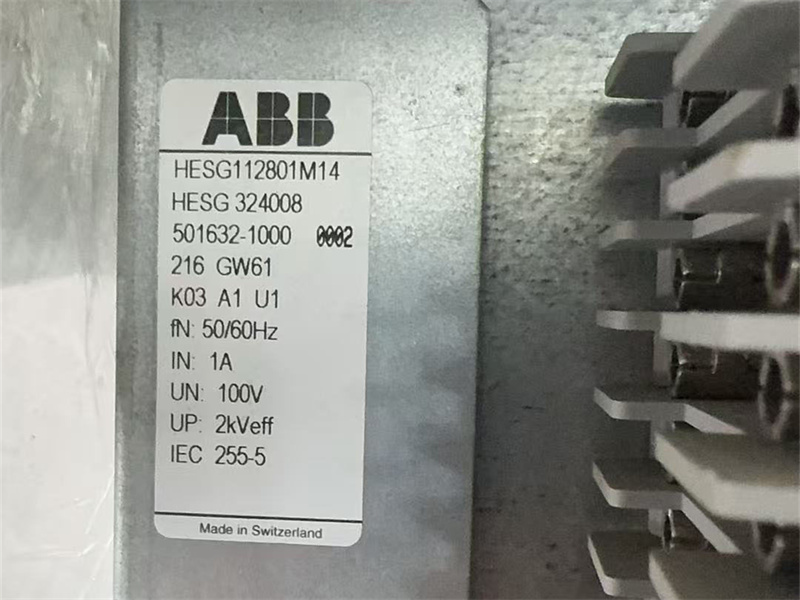 ABB
HESG112801M14
HESG 324008
501632-1000 0002
216 GW61
K03 A1 U1
fN: 50/60Hz
IN: 1A
UN: 100V
UP: 2kVeff
IEC 255-5
Made in Switzerland